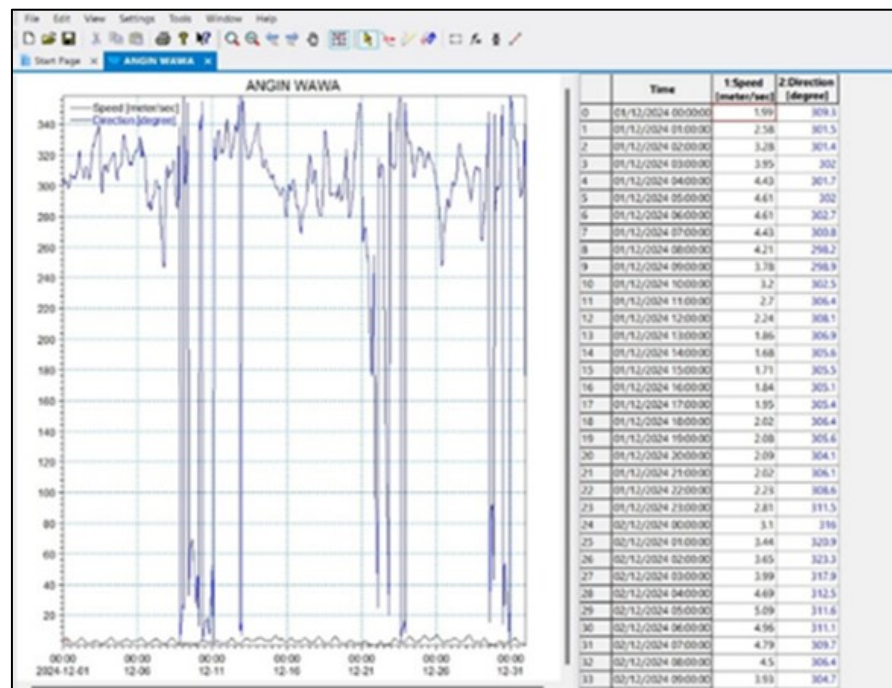 File Edit View Settings Tools Window Help
Start Page × ANGIN WAWA ×
ANGIN WAWA
Speed [meter/sec]
Direction [degree]
340
320
300
280
260
240
220
200
180
160
140
120
100
80
60
40
20
00:00 00:00 00:00 00:00 00:00 00:00 00:00
2024-12-01 12-06 12-11 12-16 12-21 12-26 12-31
Time 1:Speed [meter/sec] 2:Direction [degree]
0 01/12/2024 00:00:00 1.99 309.3
1 01/12/2024 01:00:00 2.58 301.5
2 01/12/2024 02:00:00 3.28 301.4
3 01/12/2024 03:00:00 3.95 302
4 01/12/2024 04:00:00 4.43 301.7
5 01/12/2024 05:00:00 4.61 302
6 01/12/2024 06:00:00 4.61 302.7
7 01/12/2024 07:00:00 4.43 300.8
8 01/12/2024 08:00:00 4.21 298.2
9 01/12/2024 09:00:00 3.78 298.9
10 01/12/2024 10:00:00 3.2 302.5
11 01/12/2024 11:00:00 2.7 306.4
12 01/12/2024 12:00:00 2.24 308.1
13 01/12/2024 13:00:00 1.86 306.9
14 01/12/2024 14:00:00 1.68 305.6
15 01/12/2024 15:00:00 1.71 305.5
16 01/12/2024 16:00:00 1.84 305.1
17 01/12/2024 17:00:00 1.95 305.4
18 01/12/2024 18:00:00 2.02 306.4
19 01/12/2024 19:00:00 2.08 305.6
20 01/12/2024 20:00:00 2.09 304.1
21 01/12/2024 21:00:00 2.02 306.1
22 01/12/2024 22:00:00 2.23 308.6
23 01/12/2024 23:00:00 2.81 311.5
24 02/12/2024 00:00:00 3.1 316
25 02/12/2024 01:00:00 3.44 320.9
26 02/12/2024 02:00:00 3.65 323.3
27 02/12/2024 03:00:00 3.99 317.9
28 02/12/2024 04:00:00 4.69 312.5
29 02/12/2024 05:00:00 5.09 311.6
30 02/12/2024 06:00:00 4.96 311.1
31 02/12/2024 07:00:00 4.79 309.7
32 02/12/2024 08:00:00 4.5 306.4
33 02/12/2024 09:00:00 3.93 304.7